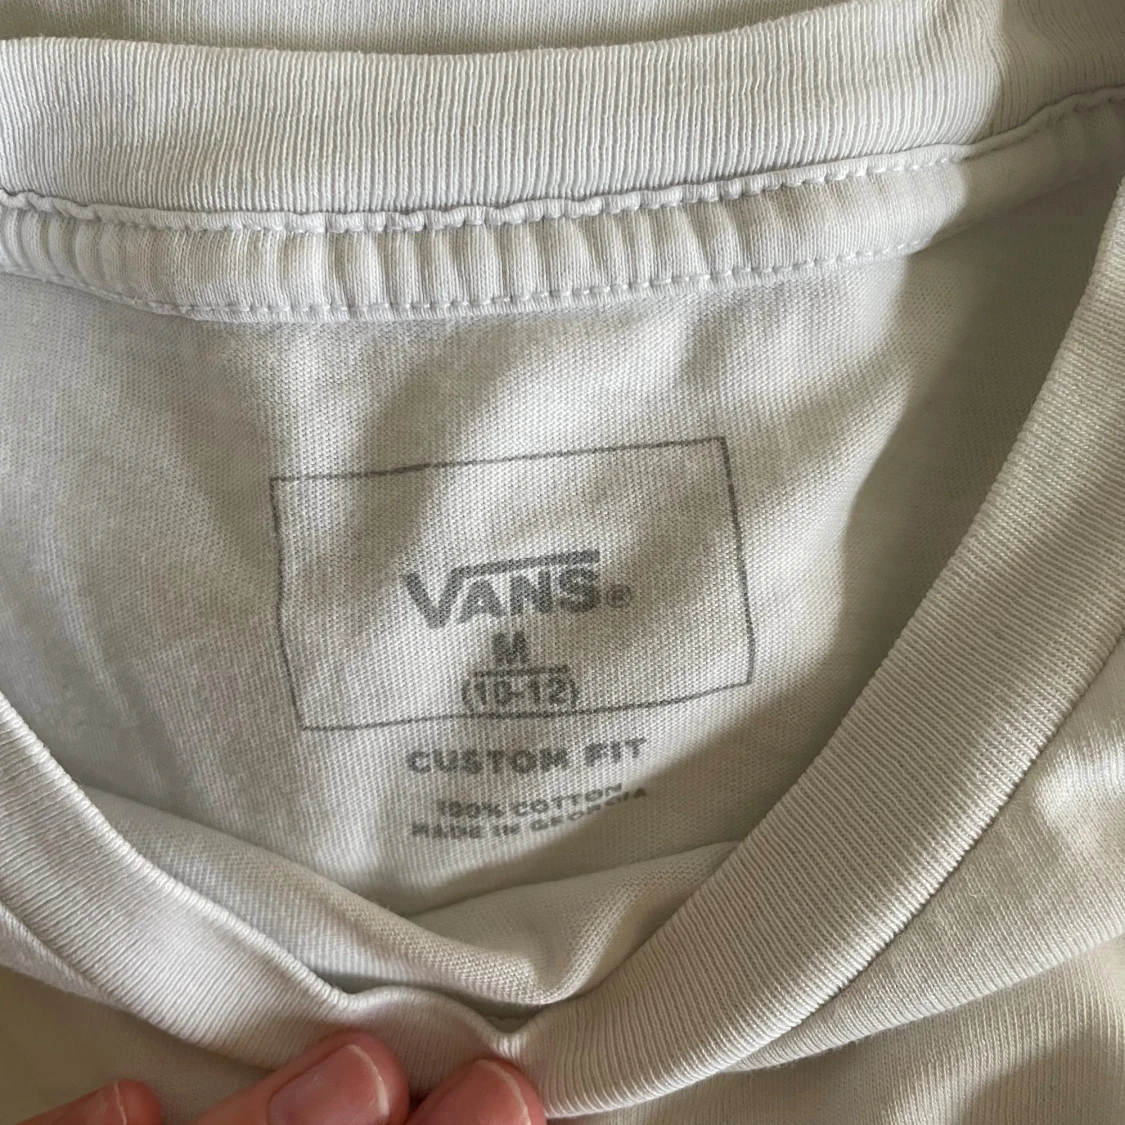 VANS®
M
(10-12)
CUSTOM FIT
100% COTTON
MADE IN GEORGIA